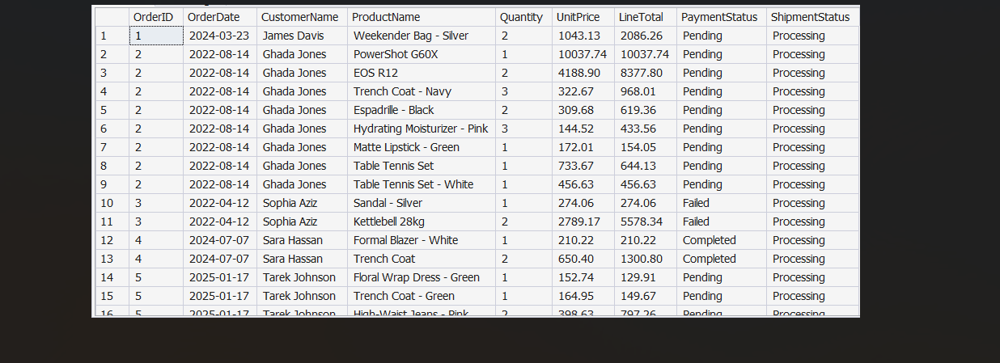 OrderID OrderDate CustomerName ProductName Quantity UnitPrice LineTotal PaymentStatus ShipmentStatus
1 1 2024-03-23 James Davis Weekender Bag - Silver 2 1043.13 2086.26 Pending Processing
2 2 2022-08-14 Ghada Jones PowerShot G60X 1 10037.74 10037.74 Pending Processing
3 2 2022-08-14 Ghada Jones EOS R12 2 4188.90 8377.80 Pending Processing
4 2 2022-08-14 Ghada Jones Trench Coat - Navy 3 322.67 968.01 Pending Processing
5 2 2022-08-14 Ghada Jones Espadrille - Black 2 309.68 619.36 Pending Processing
6 2 2022-08-14 Ghada Jones Hydrating Moisturizer - Pink 3 144.52 433.56 Pending Processing
7 2 2022-08-14 Ghada Jones Matte Lipstick - Green 1 172.01 154.05 Pending Processing
8 2 2022-08-14 Ghada Jones Table Tennis Set 1 733.67 644.13 Pending Processing
9 2 2022-08-14 Ghada Jones Table Tennis Set - White 1 456.63 456.63 Pending Processing
10 3 2022-04-12 Sophia Aziz Sandal - Silver 1 274.06 274.06 Failed Processing
11 3 2022-04-12 Sophia Aziz Kettlebell 28kg 2 2789.17 5578.34 Failed Processing
12 4 2024-07-07 Sara Hassan Formal Blazer - White 1 210.22 210.22 Completed Processing
13 4 2024-07-07 Sara Hassan Trench Coat 2 650.40 1300.80 Completed Processing
14 5 2025-01-17 Tarek Johnson Floral Wrap Dress - Green 1 152.74 129.91 Pending Processing
15 5 2025-01-17 Tarek Johnson Trench Coat - Green 1 164.95 149.67 Pending Processing
16 5 2025-01-17 Tarek Johnson High-Waist Jeans - Pink 2 398.63 797.26 Pending Processing